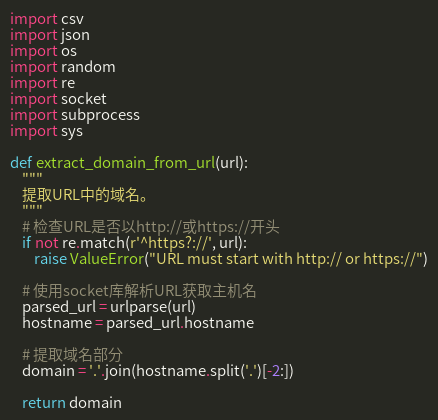 import csv
import json
import os
import random
import re
import socket
import subprocess
import sys

def extract_domain_from_url(url):
    """
    提取URL中的域名。
    """
    # 检查URL是否以http://或https://开头
    if not re.match(r'^https?://', url):
        raise ValueError("URL must start with http:// or https://")

    # 使用socket库解析URL获取主机名
    parsed_url = urlparse(url)
    hostname = parsed_url.hostname

    # 提取域名部分
    domain = '.'.join(hostname.split('.')[-2:])

    return domain